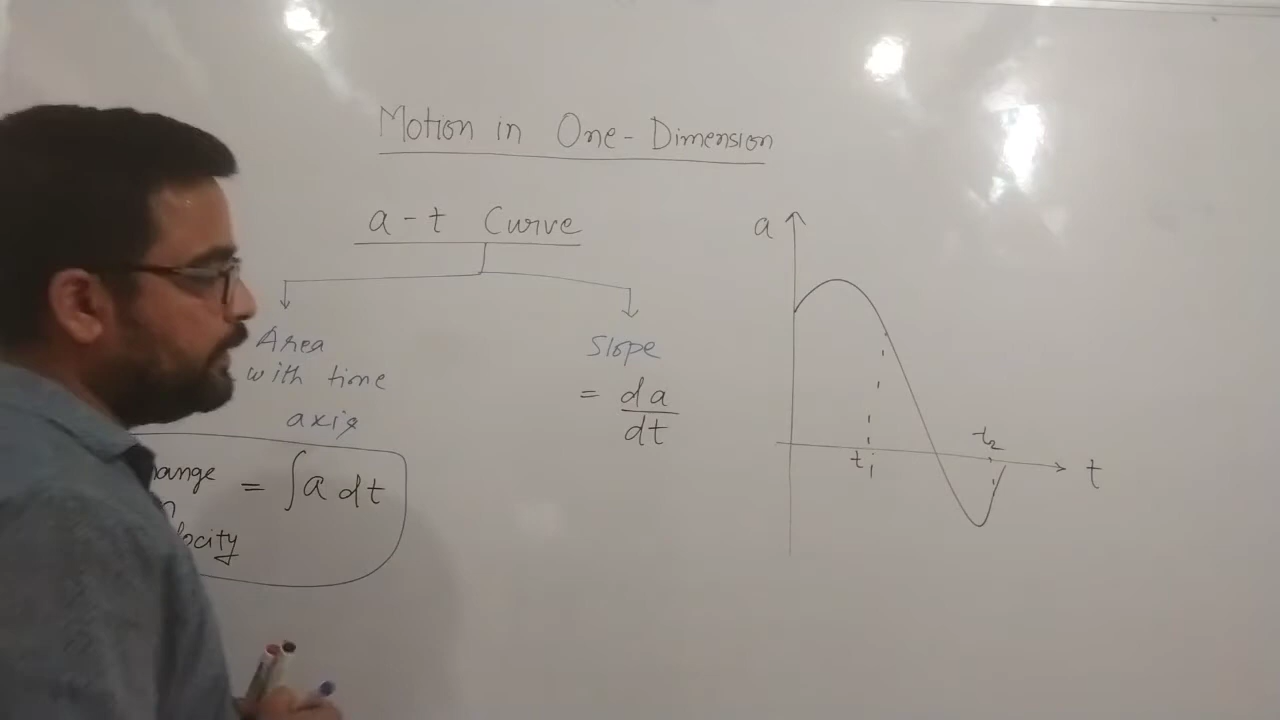 Motion in One-Dimension
a-t Curve
Area
with time
axis
Slope
= da/dt
= ∫a dt
a
t₁
t₂
t